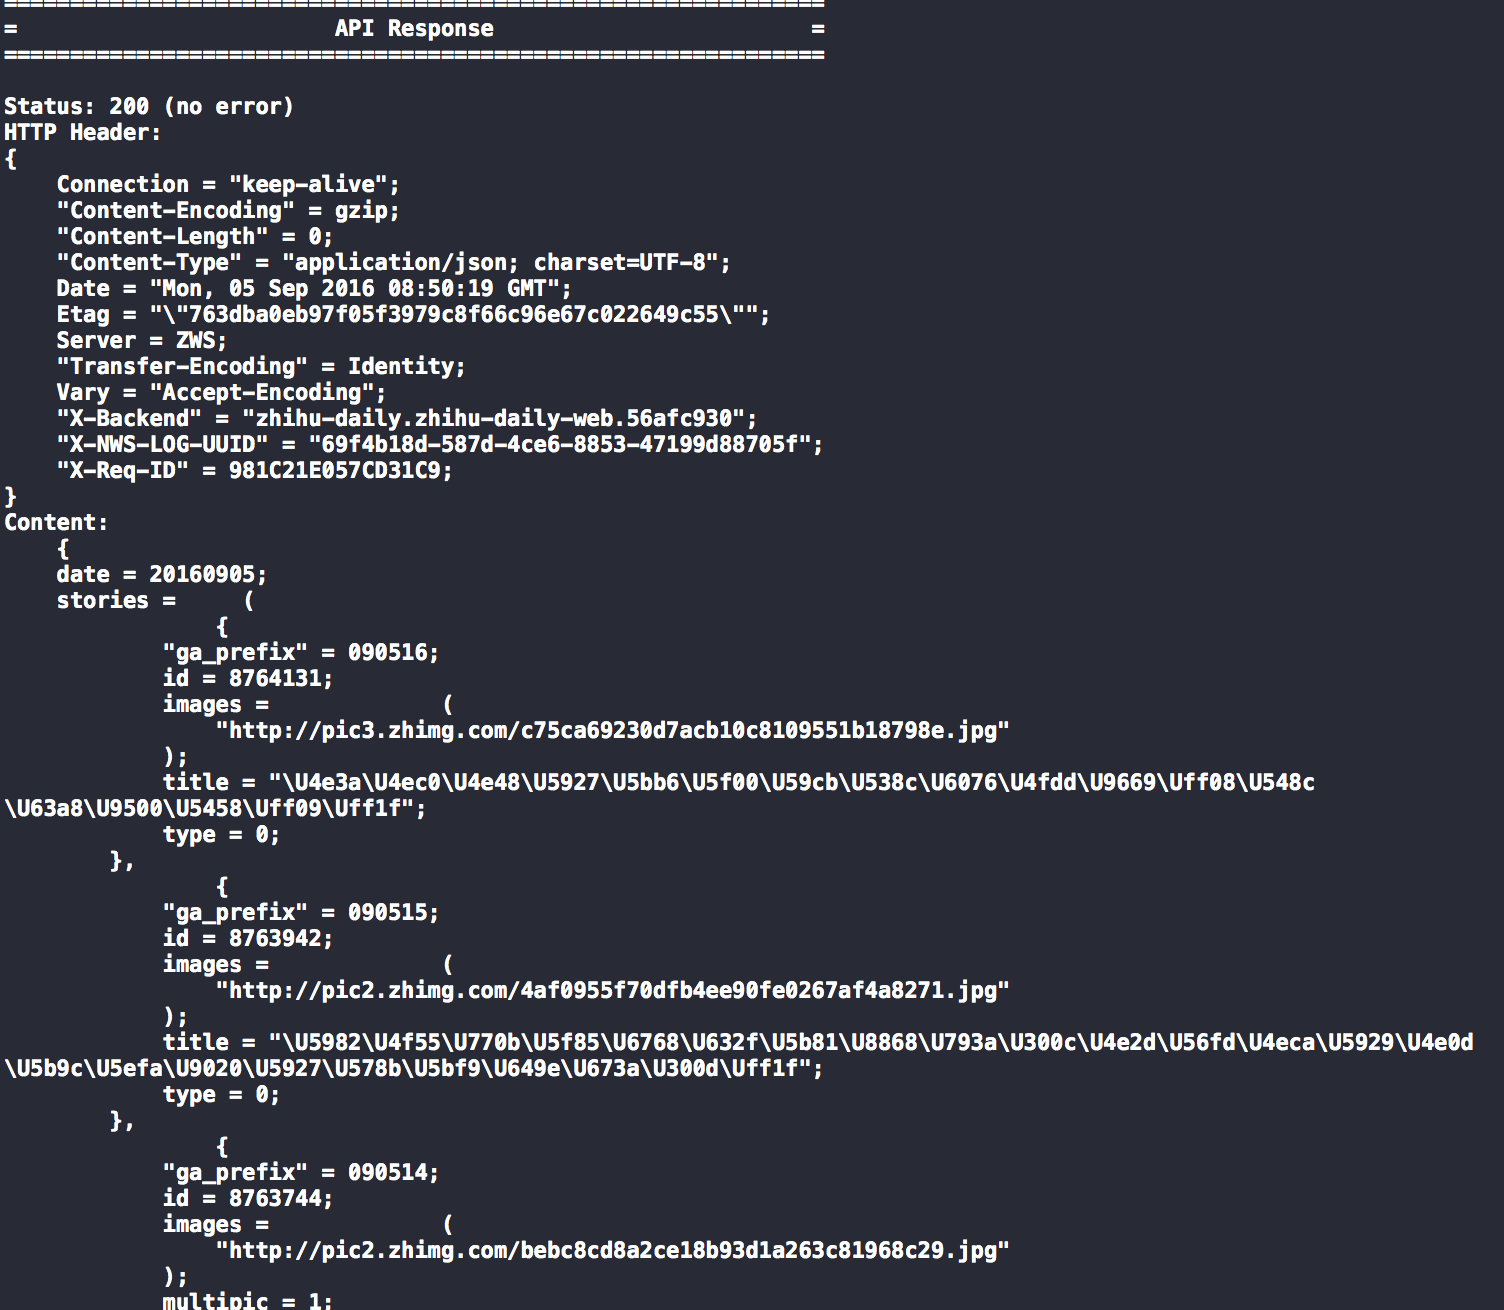 ==============================================================
= API Response =
==============================================================
Status: 200 (no error)
HTTP Header:
{
Connection = "keep-alive";
"Content-Encoding" = gzip;
"Content-Length" = 0;
"Content-Type" = "application/json; charset=UTF-8";
Date = "Mon, 05 Sep 2016 08:50:19 GMT";
Etag = "\"763dba0eb97f05f3979c8f66c96e67c022649c55\"";
Server = ZWS;
"Transfer-Encoding" = Identity;
Vary = "Accept-Encoding";
"X-Backend" = "zhihu-daily.zhihu-daily-web.56afc930";
"X-NWS-LOG-UUID" = "69f4b18d-587d-4ce6-8853-47199d88705f";
"X-Req-ID" = 981C21E057CD31C9;
}
Content:
{
date = 20160905;
stories = (
{
"ga_prefix" = 090516;
id = 8764131;
images = (
"http://pic3.zhimg.com/c75ca69230d7acb10c8109551b18798e.jpg"
);
title = "\U4e3a\U4ec0\U4e48\U5927\U5bb6\U5f00\U59cb\U538c\U6076\U4fdd\U9669\Uff08\U548c
\U63a8\U9500\U5458\Uff09\Uff1f";
type = 0;
},
{
"ga_prefix" = 090515;
id = 8763942;
images = (
"http://pic2.zhimg.com/4af0955f70dfb4ee90fe0267af4a8271.jpg"
);
title = "\U5982\U4f55\U770b\U5f85\U6768\U632f\U5b81\U8868\U793a\U300c\U4e2d\U56fd\U4eca\U5929\U4e0d
\U5b9c\U5efa\U9020\U5927\U578b\U5bf9\U649e\U673a\U300d\Uff1f";
type = 0;
},
{
"ga_prefix" = 090514;
id = 8763744;
images = (
"http://pic2.zhimg.com/bebc8cd8a2ce18b93d1a263c81968c29.jpg"
);
multipic = 1;